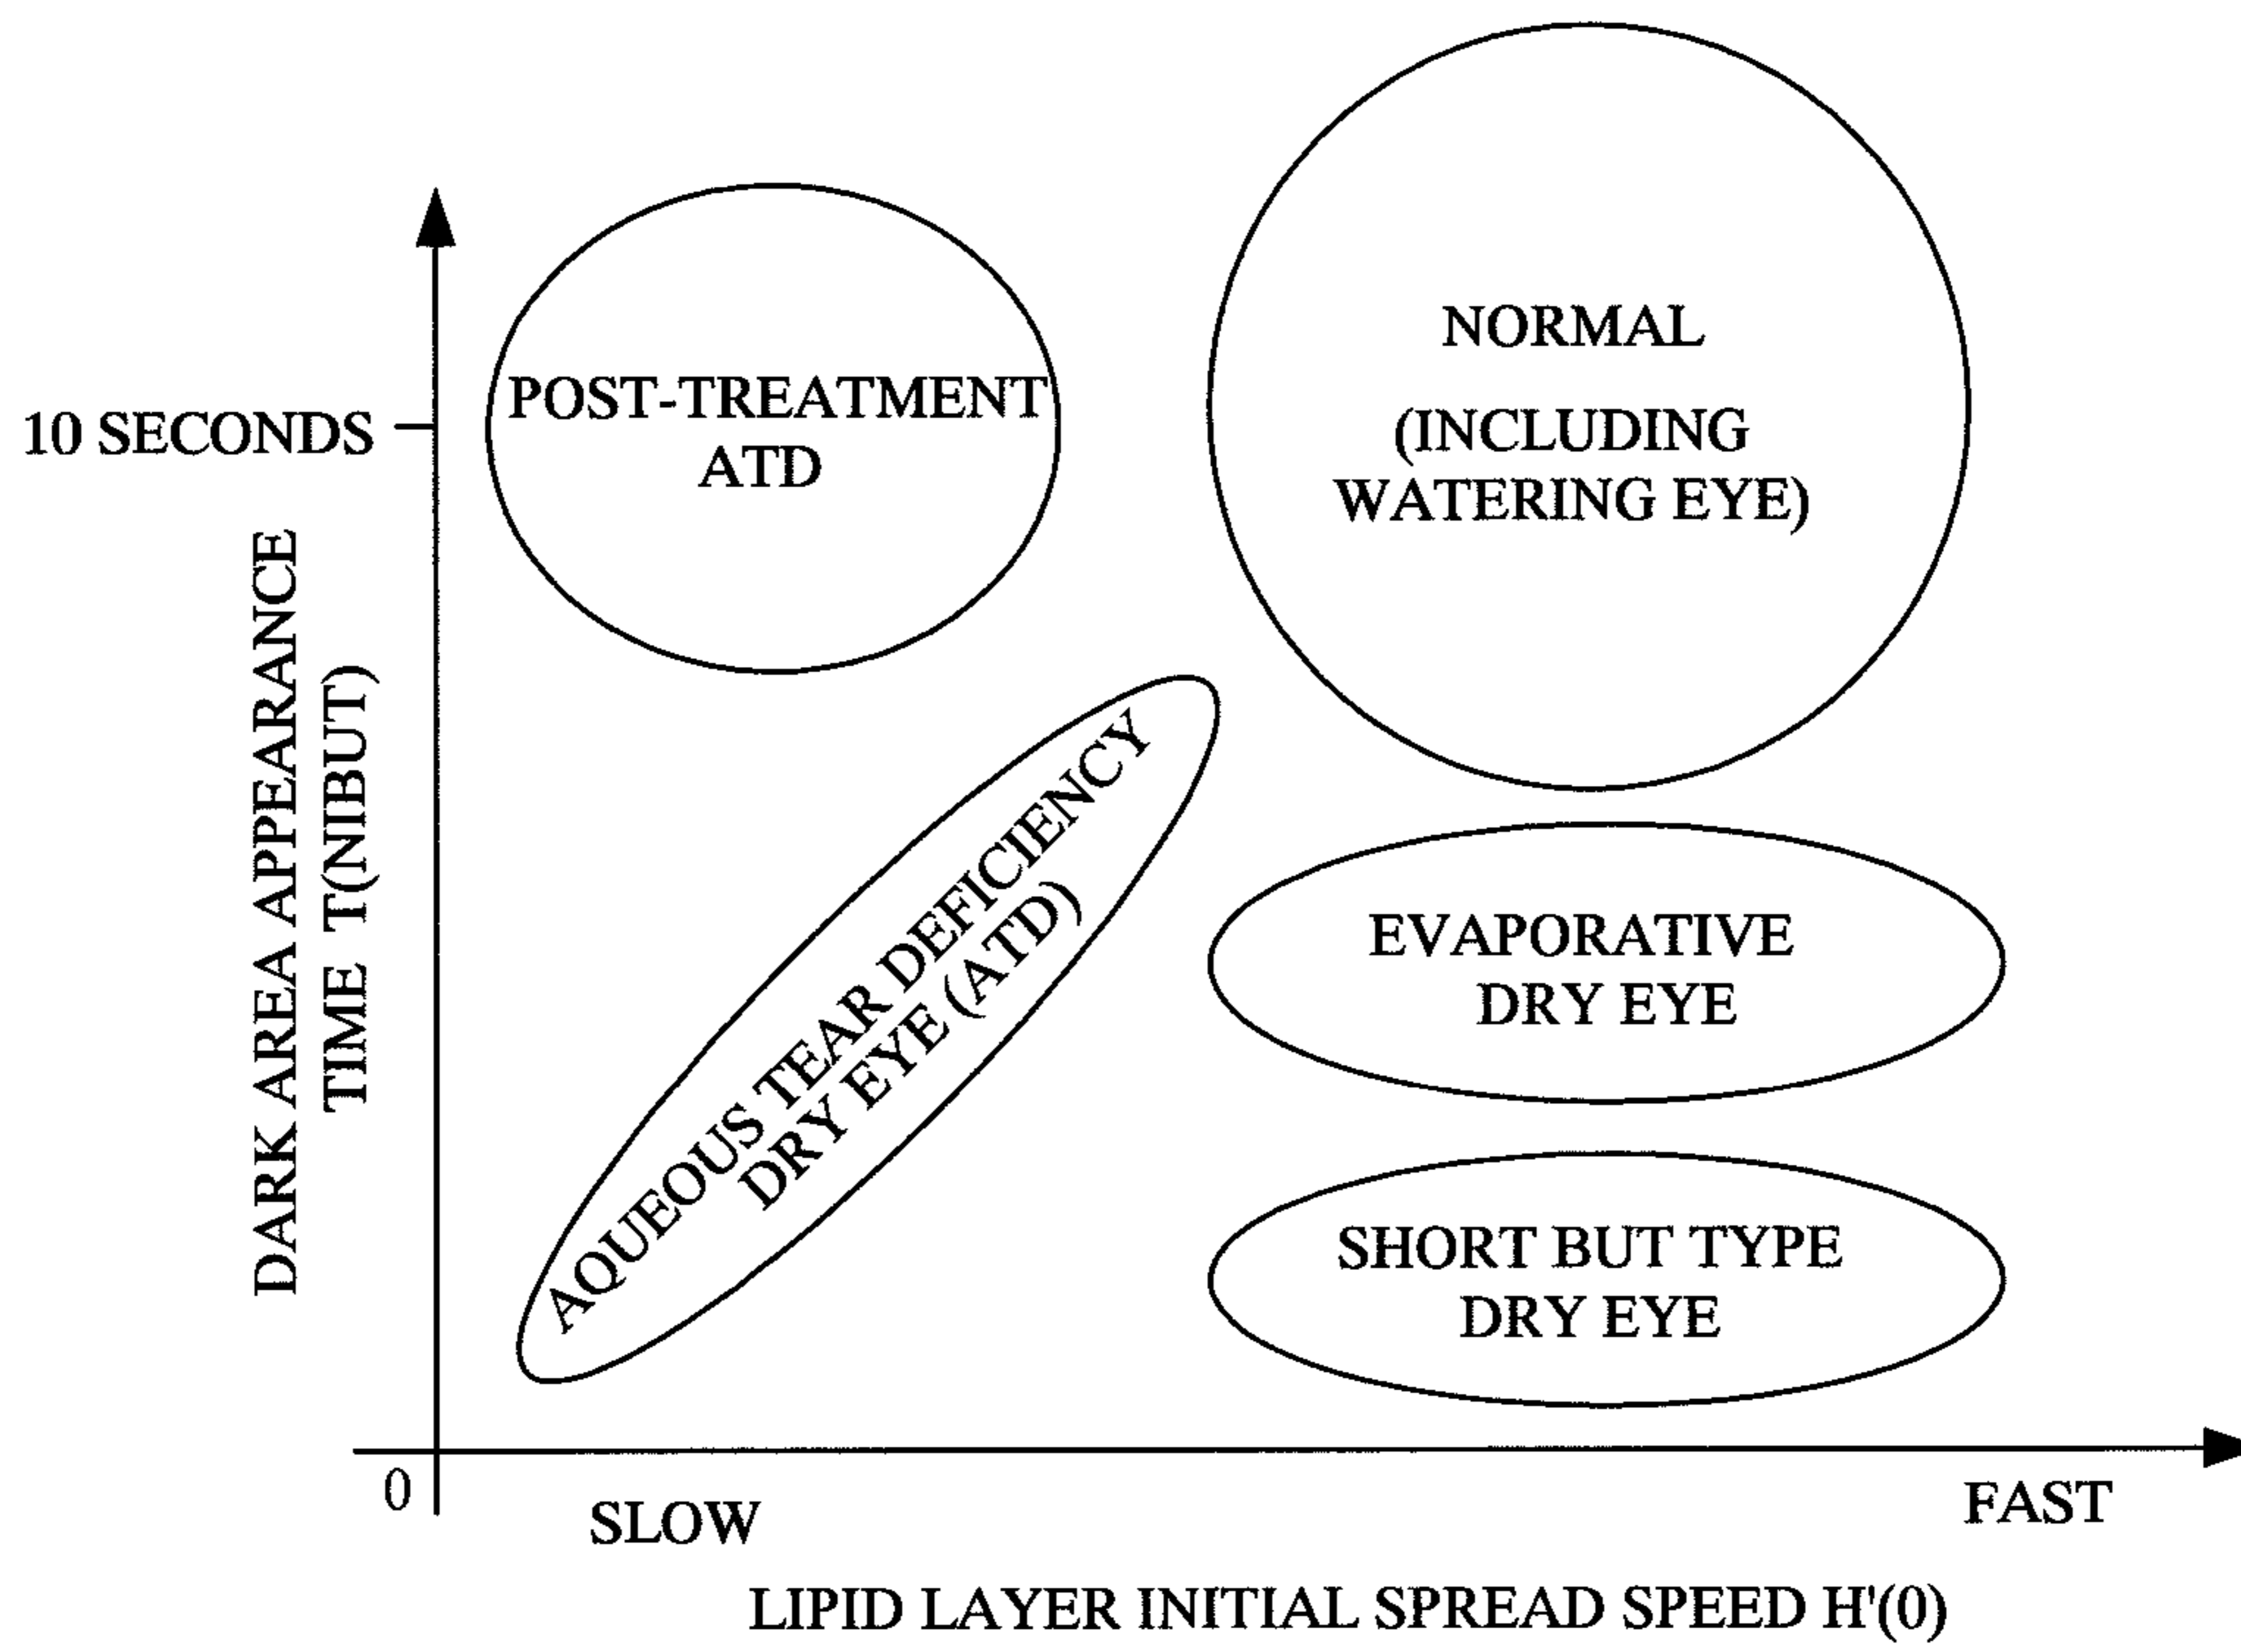 NORMAL
(INCLUDING
WATERING EYE)
POST-TREATMENT
ATD
10 SECONDS
DARK AREA APPEARANCE
TIME T(NIBUT)
AQUEOUS TEAR DEFICIENCY
DRY EYE (ATD)
EVAPORATIVE
DRY EYE
SHORT BUT TYPE
DRY EYE
0
SLOW
FAST
LIPID LAYER INITIAL SPREAD SPEED H'(0)